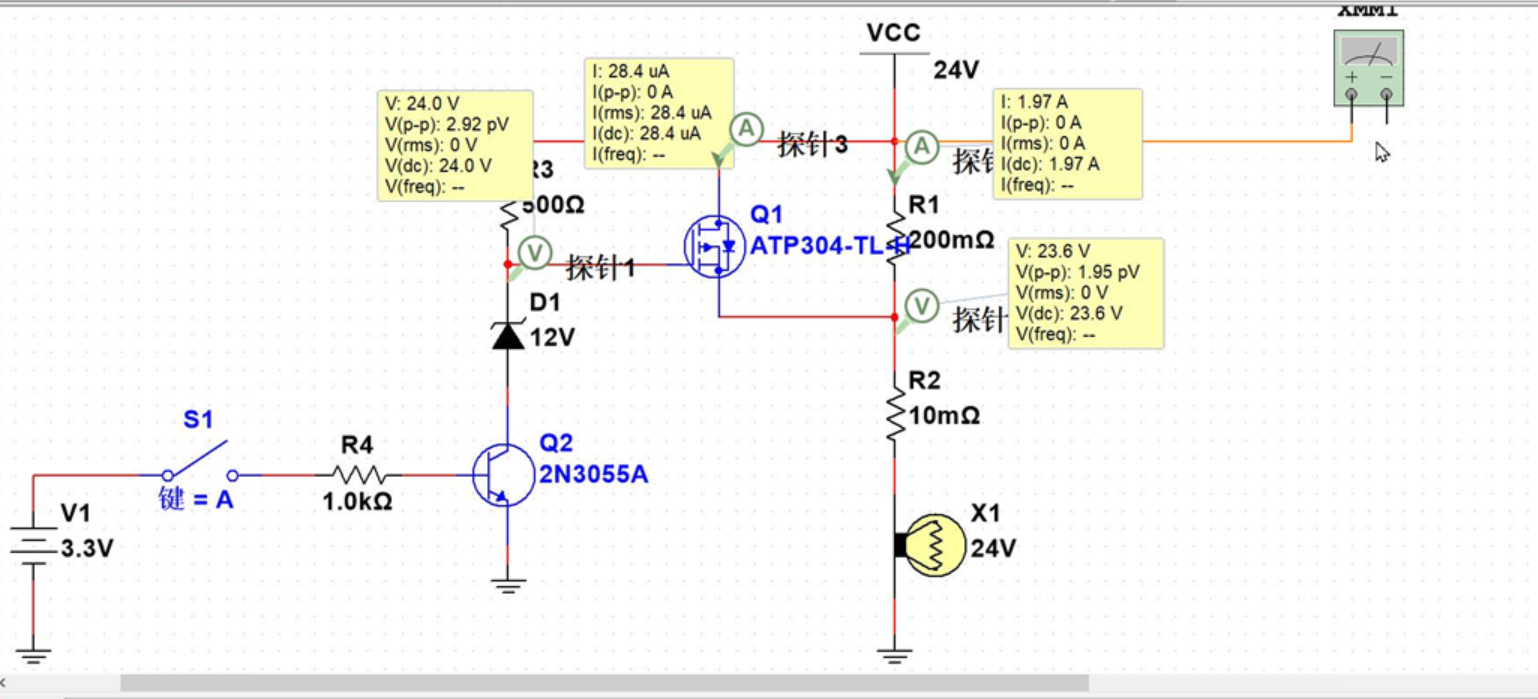 XMM1
VCC
24V
I: 28.4 uA
I(p-p): 0 A
I(rms): 28.4 uA
I(dc): 28.4 uA
I(freq): --
V: 24.0 V
V(p-p): 2.92 pV
V(rms): 0 V
V(dc): 24.0 V
V(freq): --
A
探针3
A
I: 1.97 A
I(p-p): 0 A
I(rms): 0 A
I(dc): 1.97 A
I(freq): --
R3
500Ω
Q1
ATP304-TL-H
R1
200mΩ
V
探针1
V
探针
V: 23.6 V
V(p-p): 1.95 pV
V(rms): 0 V
V(dc): 23.6 V
V(freq): --
D1
12V
R2
10mΩ
S1
键 = A
R4
1.0kΩ
Q2
2N3055A
V1
3.3V
X1
24V